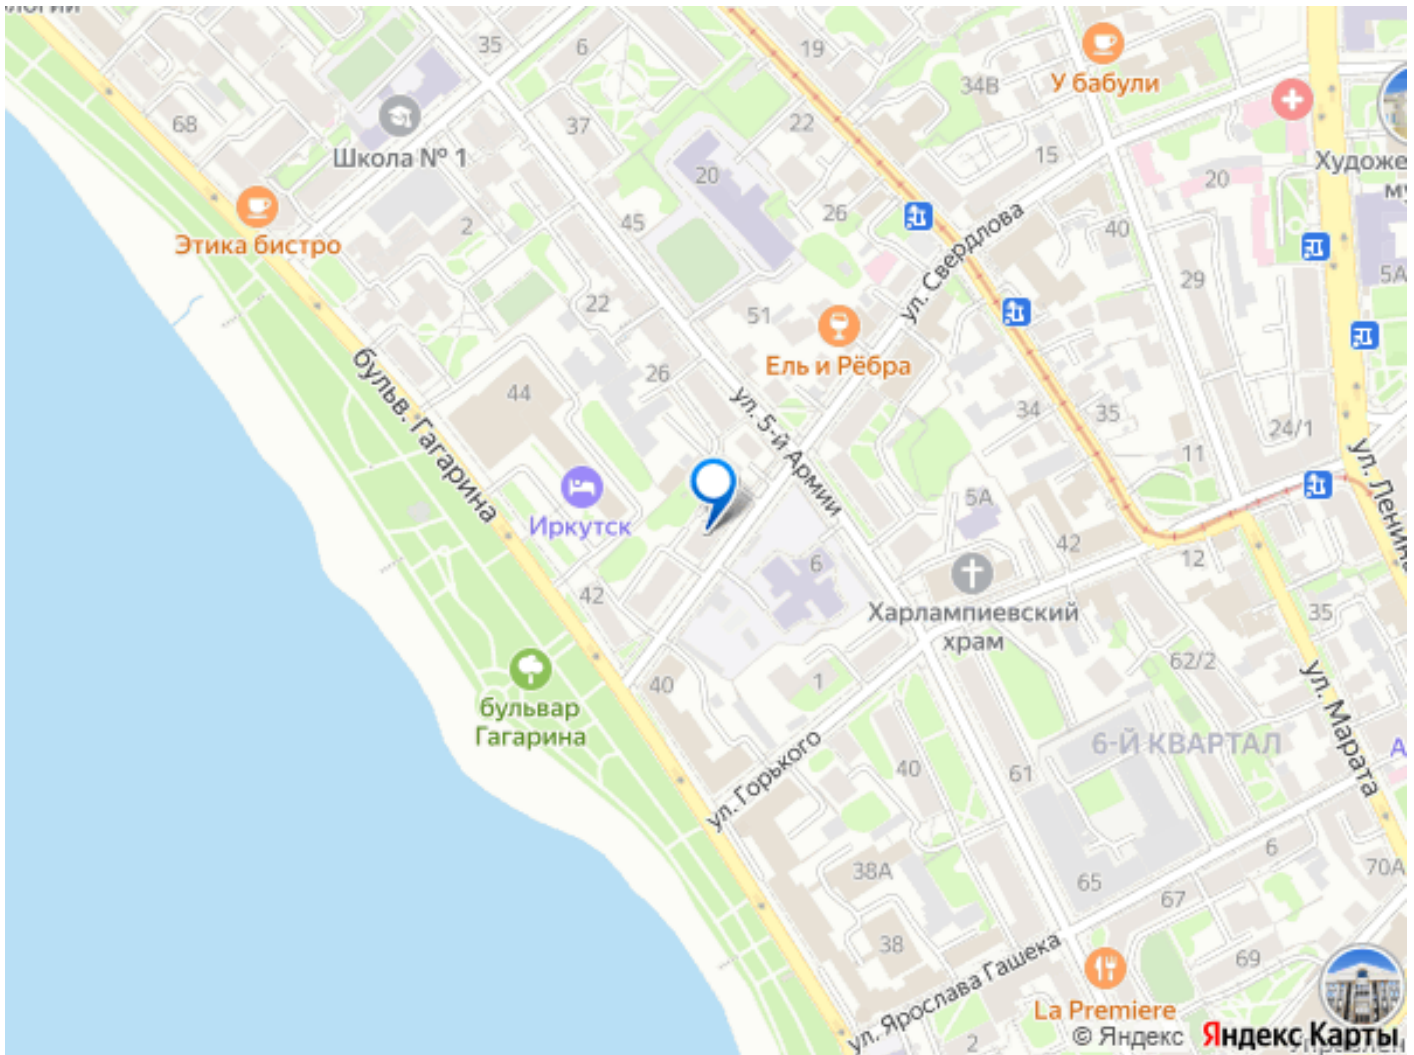 35
6
19
34В
У бабули
68
Школа № 1
37
22
15
20
20
Художе
45
26
40
2
Этика бистро
ул. Свердлова
29
5А
22
51
бульв. Гагарина
44
26
Ель и Рёбра
ул. 5-й Армии
34
35
24/1
11
ул. Ленина
Иркутск
5А
42
12
6
42
Харлампиевский
храм
35
62/2
40
1
бульвар
Гагарина
ул. Марата
6-Й КВАРТАЛ
ул. Горького
40
61
38А
65
6
70А
67
38
69
ул. Ярослава Гашека
La Premiere
2
© Яндекс
Яндекс Карты